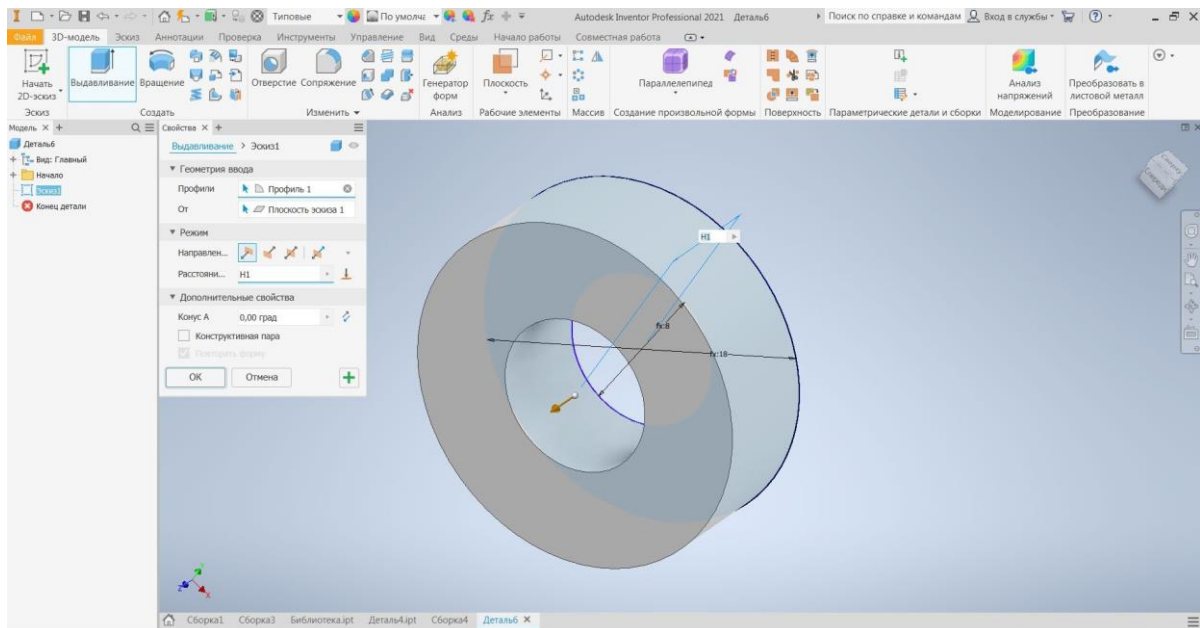 Типовые По умолча fx Autodesk Inventor Professional 2021 Деталь6 Поиск по справке и командам Вход в службы
Файл 3D-модель Эскиз Аннотации Проверка Инструменты Управление Вид Среды Начало работы Совместная работа
Начать 2D-эскиз Выдавливание Вращение Отверстие Сопряжение Генератор форм Плоскость Параллелепипед Анализ напряжений Преобразовать в листовой металл
Эскиз Создать Изменить Анализ Рабочие элементы Массив Создание произвольной формы Поверхность Параметрические детали и сборки Моделирование Преобразование
Модель × +
Деталь6
Вид: Главный
Начало
Эскиз1
Конец детали
Свойства × +
Выдавливание > Эскиз1
Геометрия ввода
Профили Профиль 1
От Плоскость эскиза 1
Режим
Направлен...
Расстояни... H1
Дополнительные свойства
Конус A 0,00 град
Конструктивная пара
Повторить форму
OK Отмена
H1
fx:8
fx:18
Сборка1 Сборка3 Библиотека.ipt Деталь4.ipt Сборка4 Деталь6 ×